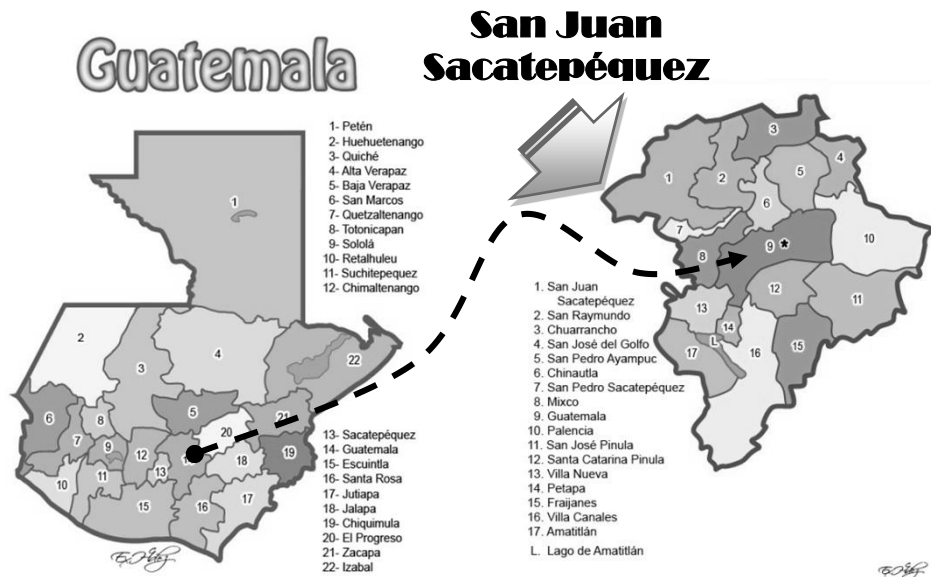 Guatemala
San Juan
Sacatepéquez
1- Petén
2- Huehuetenango
3- Quiché
4- Alta Verapaz
5- Baja Verapaz
6- San Marcos
7- Quetzaltenango
8- Totonicapan
9- Sololá
10- Retalhuleu
11- Suchitepequez
12- Chimaltenango
13- Sacatepéquez
14- Guatemala
15- Escuintla
16- Santa Rosa
17- Jutiapa
18- Jalapa
19- Chiquimula
20- El Progreso
21- Zacapa
22- Izabal
1
2
3
4
22
5
6
21
20
8
7
9
12
1
18
19
13
11
10
15
16
17
3
4
5
1
2
6
7
9 *
10
8
12
11
13
14
L
15
17
16
1. San Juan
Sacatepéquez
2. San Raymundo
3. Chuarrancho
4. San José del Golfo
5. San Pedro Ayampuc
6. Chinautla
7. San Pedro Sacatepéquez
8. Mixco
9. Guatemala
10. Palencia
11. San José Pinula
12. Santa Catarina Pinula
13. Villa Nueva
14. Petapa
15. Fraijanes
16. Villa Canales
17. Amatitlán
L. Lago de Amatitlán